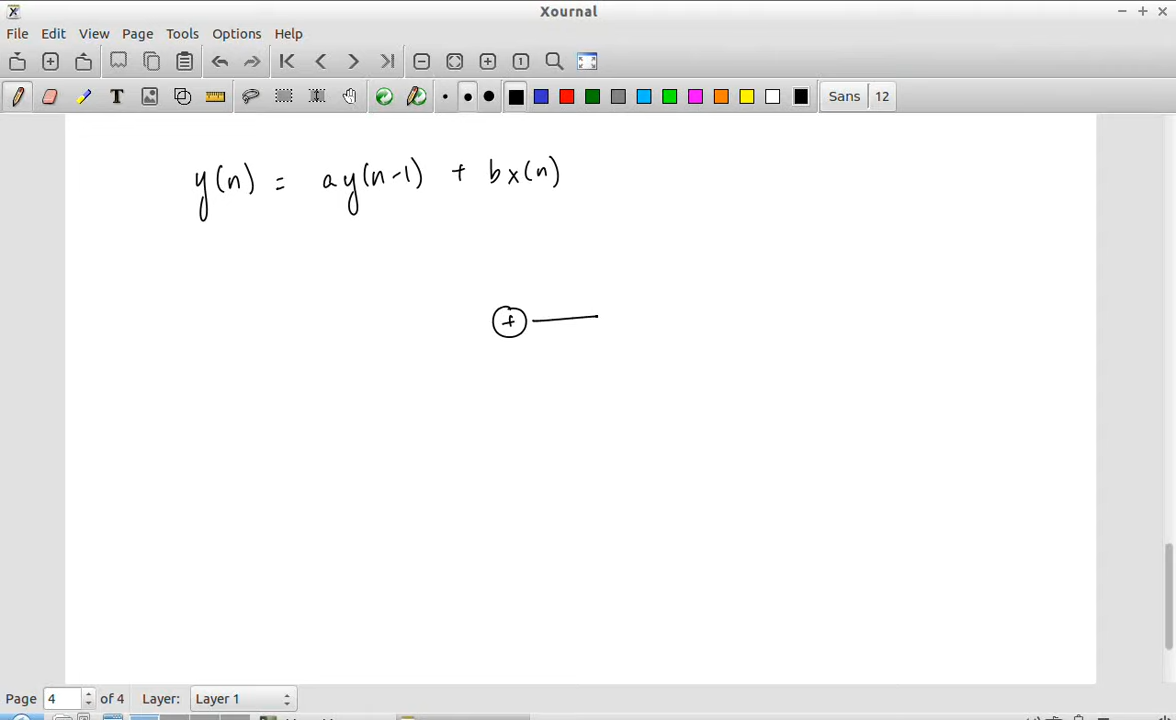 Xournal
File Edit View Page Tools Options Help
Sans 12
y(n) = ay(n-1) + bx(n)
+
Page 4 of 4 Layer: Layer 1